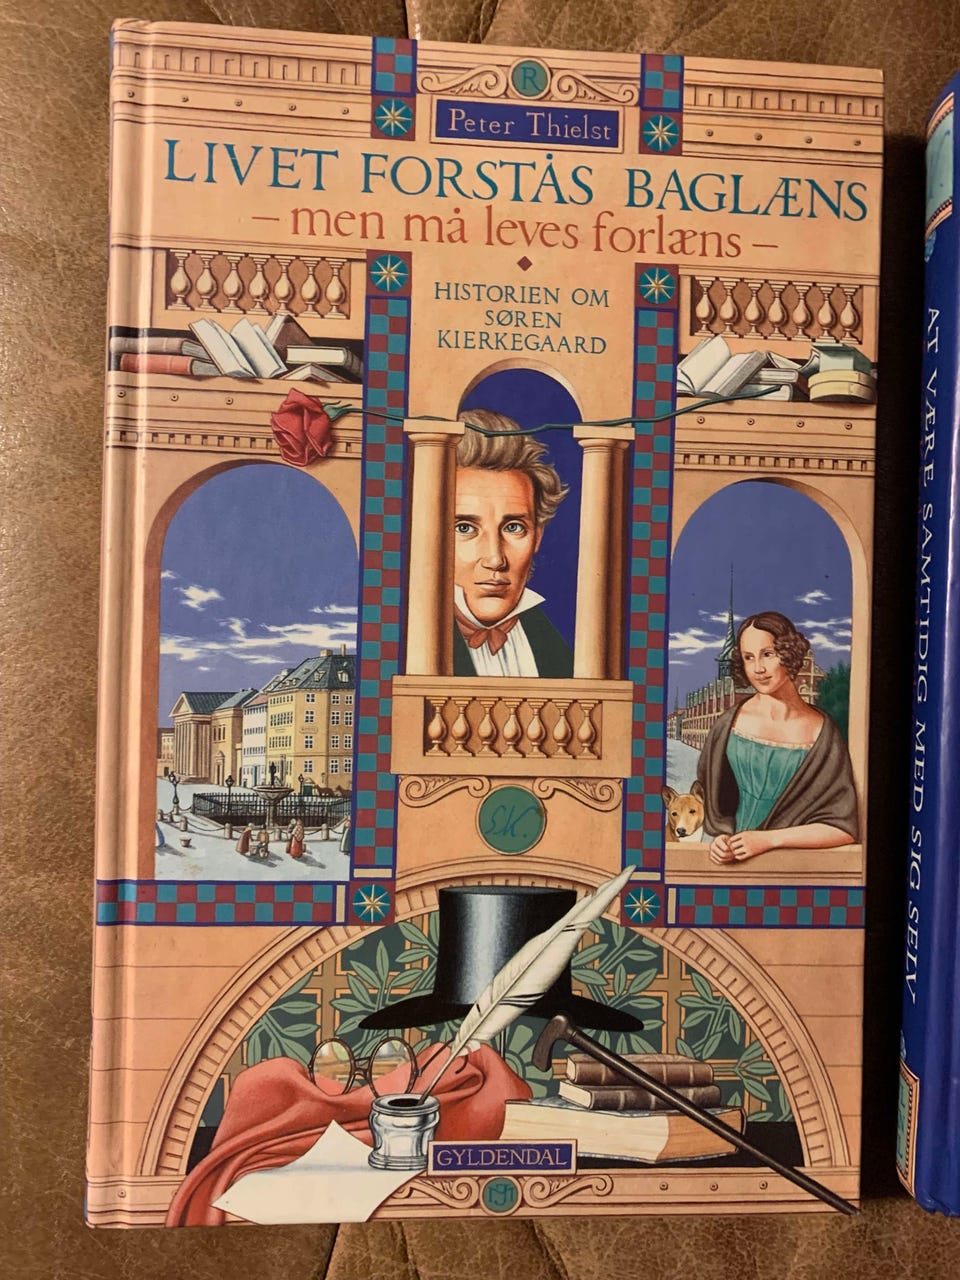 R
Peter Thielst
LIVET FORSTÅS BAGLÆNS
– men må leves forlæns –
HISTORIEN OM
SØREN
KIERKEGAARD
S.K.
GYLDENDAL
AT VÆRE SAMTIDIG MED SIG SELV